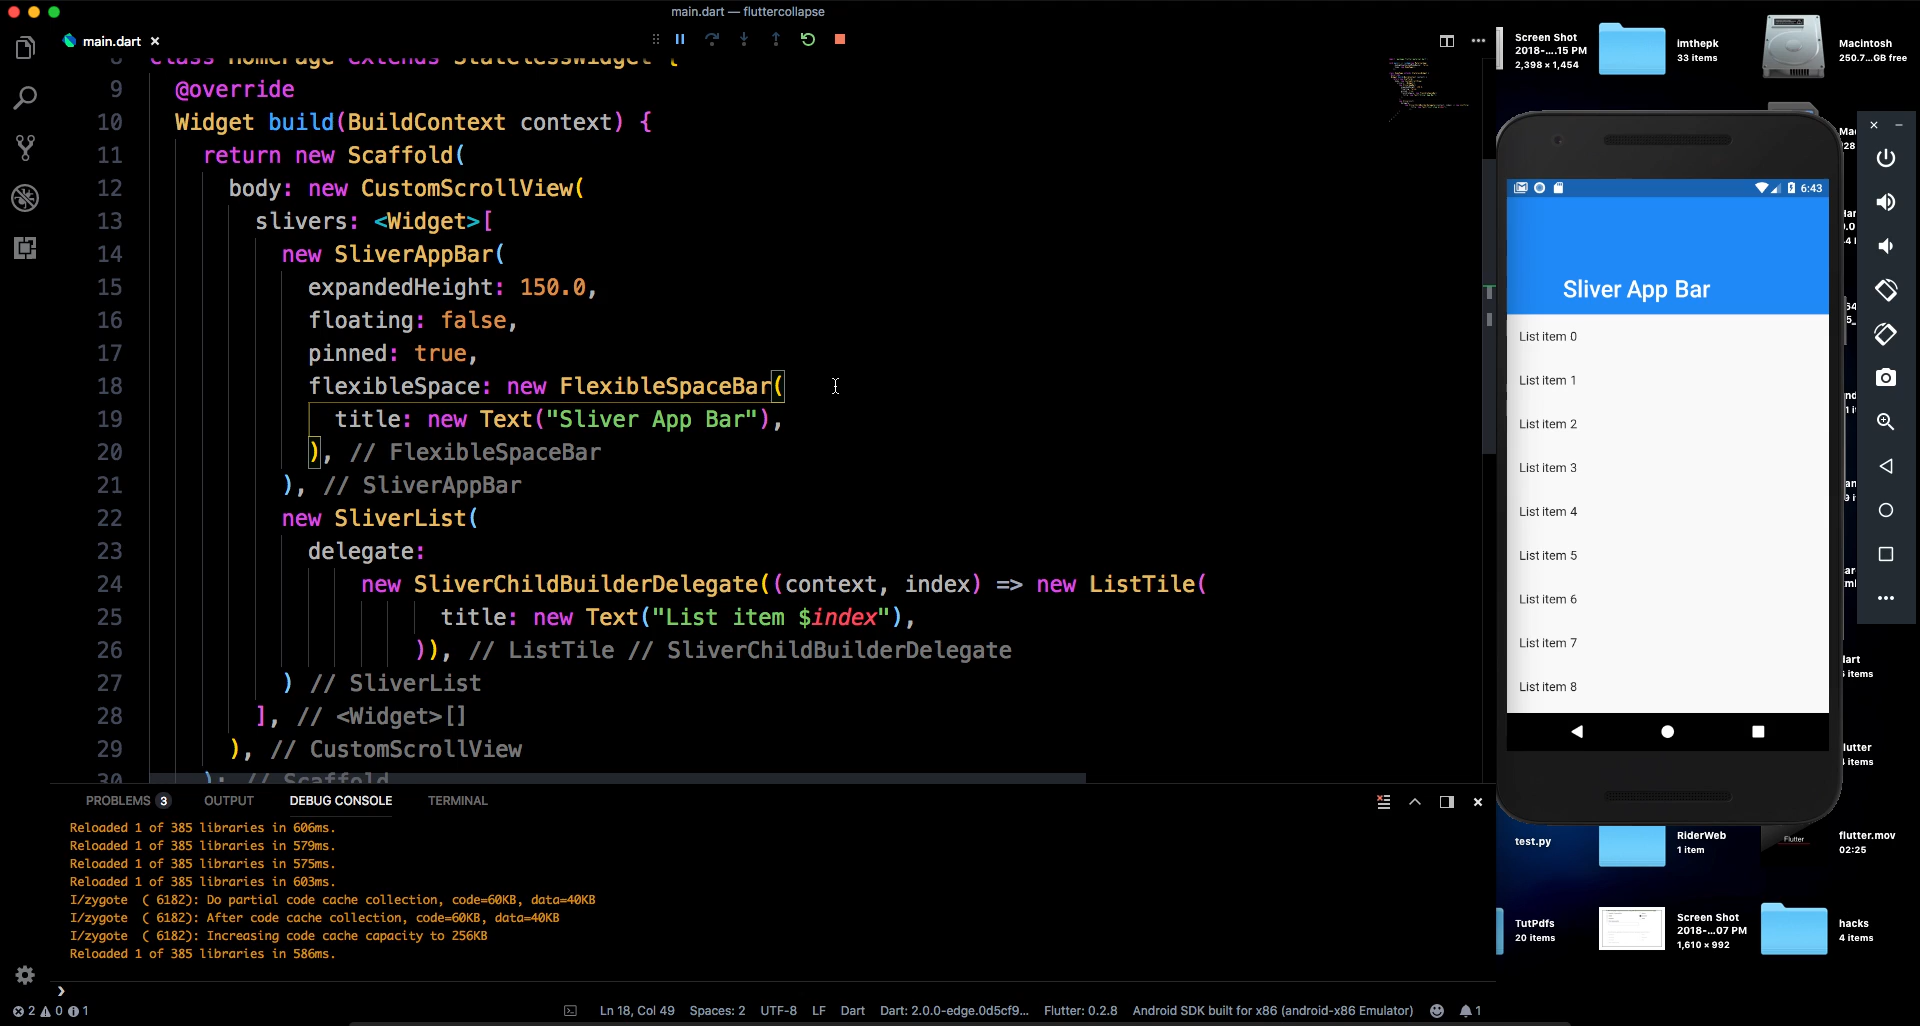 main.dart — fluttercollapse
main.dart
8 class HomePage extends StatelessWidget {
9 @override
10 Widget build(BuildContext context) {
11 return new Scaffold(
12 body: new CustomScrollView(
13 slivers: <Widget>[
14 new SliverAppBar(
15 expandedHeight: 150.0,
16 floating: false,
17 pinned: true,
18 flexibleSpace: new FlexibleSpaceBar(
19 title: new Text("Sliver App Bar"),
20 ), // FlexibleSpaceBar
21 ), // SliverAppBar
22 new SliverList(
23 delegate:
24 new SliverChildBuilderDelegate((context, index) => new ListTile(
25 title: new Text("List item $index"),
26 )), // ListTile // SliverChildBuilderDelegate
27 ) // SliverList
28 ], // <Widget>[]
29 ), // CustomScrollView
30 ); // Scaffold
PROBLEMS 3 OUTPUT DEBUG CONSOLE TERMINAL
Reloaded 1 of 385 libraries in 606ms.
Reloaded 1 of 385 libraries in 579ms.
Reloaded 1 of 385 libraries in 575ms.
Reloaded 1 of 385 libraries in 603ms.
I/zygote ( 6182): Do partial code cache collection, code=60KB, data=40KB
I/zygote ( 6182): After code cache collection, code=60KB, data=40KB
I/zygote ( 6182): Increasing code cache capacity to 256KB
Reloaded 1 of 385 libraries in 586ms.
2 0 1 Ln 18, Col 49 Spaces: 2 UTF-8 LF Dart Dart: 2.0.0-edge.0d5cf9... Flutter: 0.2.8 Android SDK built for x86 (android-x86 Emulator) 1
Screen Shot
2018-....15 PM
2,398 × 1,454
imthepk
33 items
Macintosh
250.7...GB free
6:43
Sliver App Bar
List item 0
List item 1
List item 2
List item 3
List item 4
List item 5
List item 6
List item 7
List item 8
test.py
RiderWeb
1 item
Flutter
flutter.mov
02:25
TutPdfs
20 items
Screen Shot
2018-...07 PM
1,610 × 992
hacks
4 items